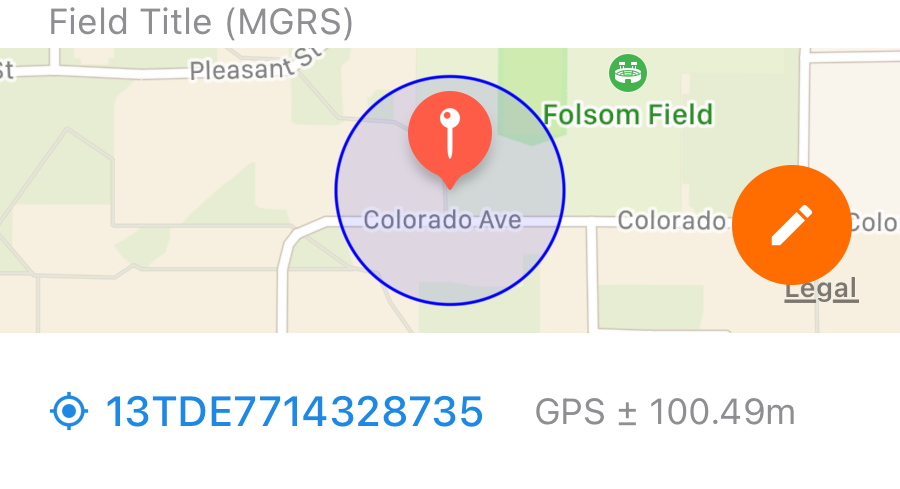 Field Title (MGRS)
St
Pleasant St
Folsom Field
Colorado Ave
Colorado
Colo
Legal
13TDE7714328735 GPS ± 100.49m